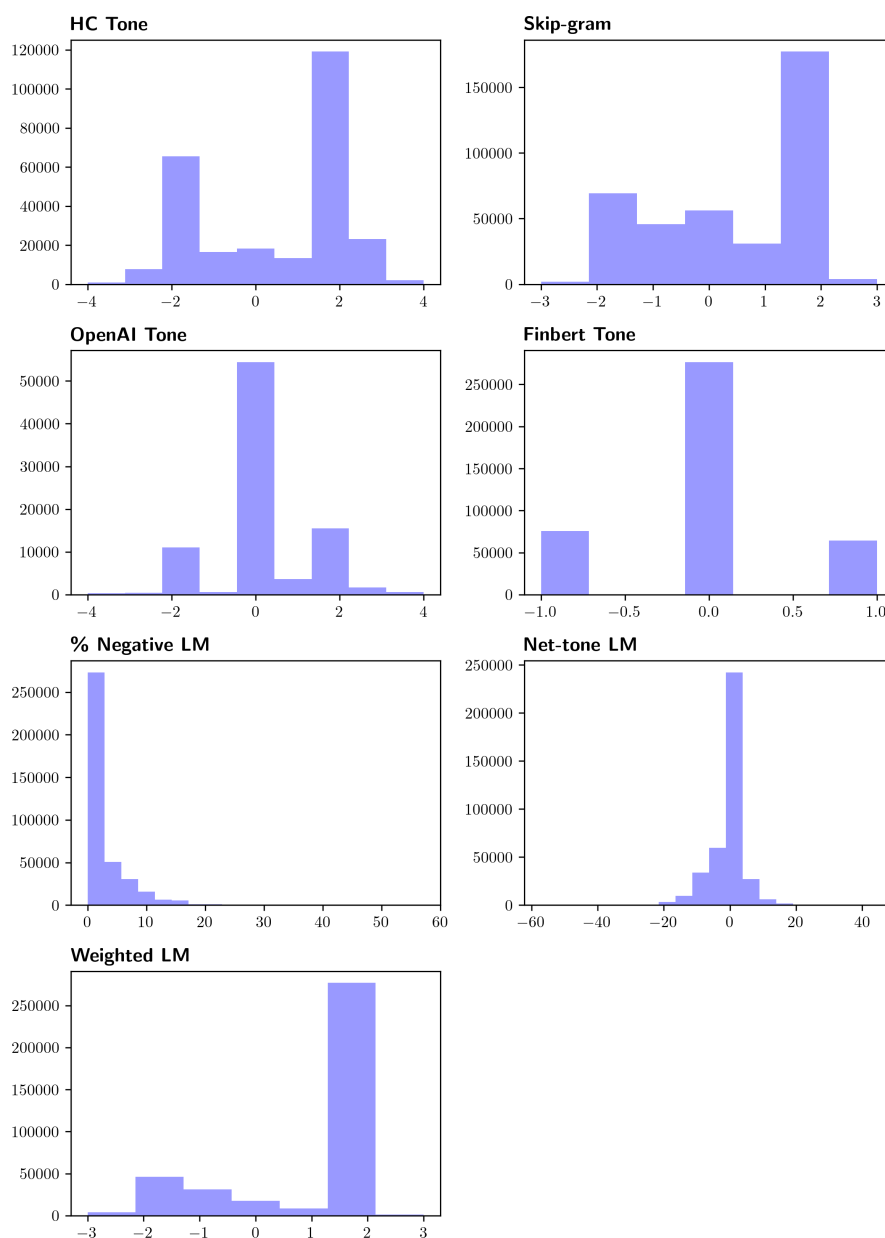 HC Tone
120000
100000
80000
60000
40000
20000
0
−4 −2 0 2 4
Skip-gram
150000
100000
50000
0
−3 −2 −1 0 1 2 3
OpenAI Tone
50000
40000
30000
20000
10000
0
−4 −2 0 2 4
Finbert Tone
250000
200000
150000
100000
50000
0
−1.0 −0.5 0.0 0.5 1.0
% Negative LM
250000
200000
150000
100000
50000
0
0 10 20 30 40 50 60
Net-tone LM
250000
200000
150000
100000
50000
0
−60 −40 −20 0 20 40
Weighted LM
250000
200000
150000
100000
50000
0
−3 −2 −1 0 1 2 3